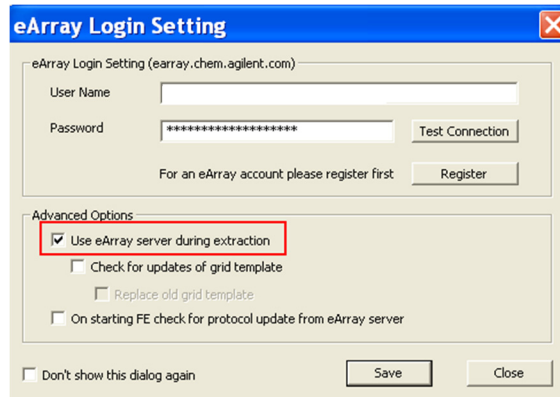 eArray Login Setting
eArray Login Setting (earray.chem.agilent.com)
User Name
Password
*******************
Test Connection
For an eArray account please register first
Register
Advanced Options
Use eArray server during extraction
Check for updates of grid template
Replace old grid template
On starting FE check for protocol update from eArray server
Don't show this dialog again
Save
Close